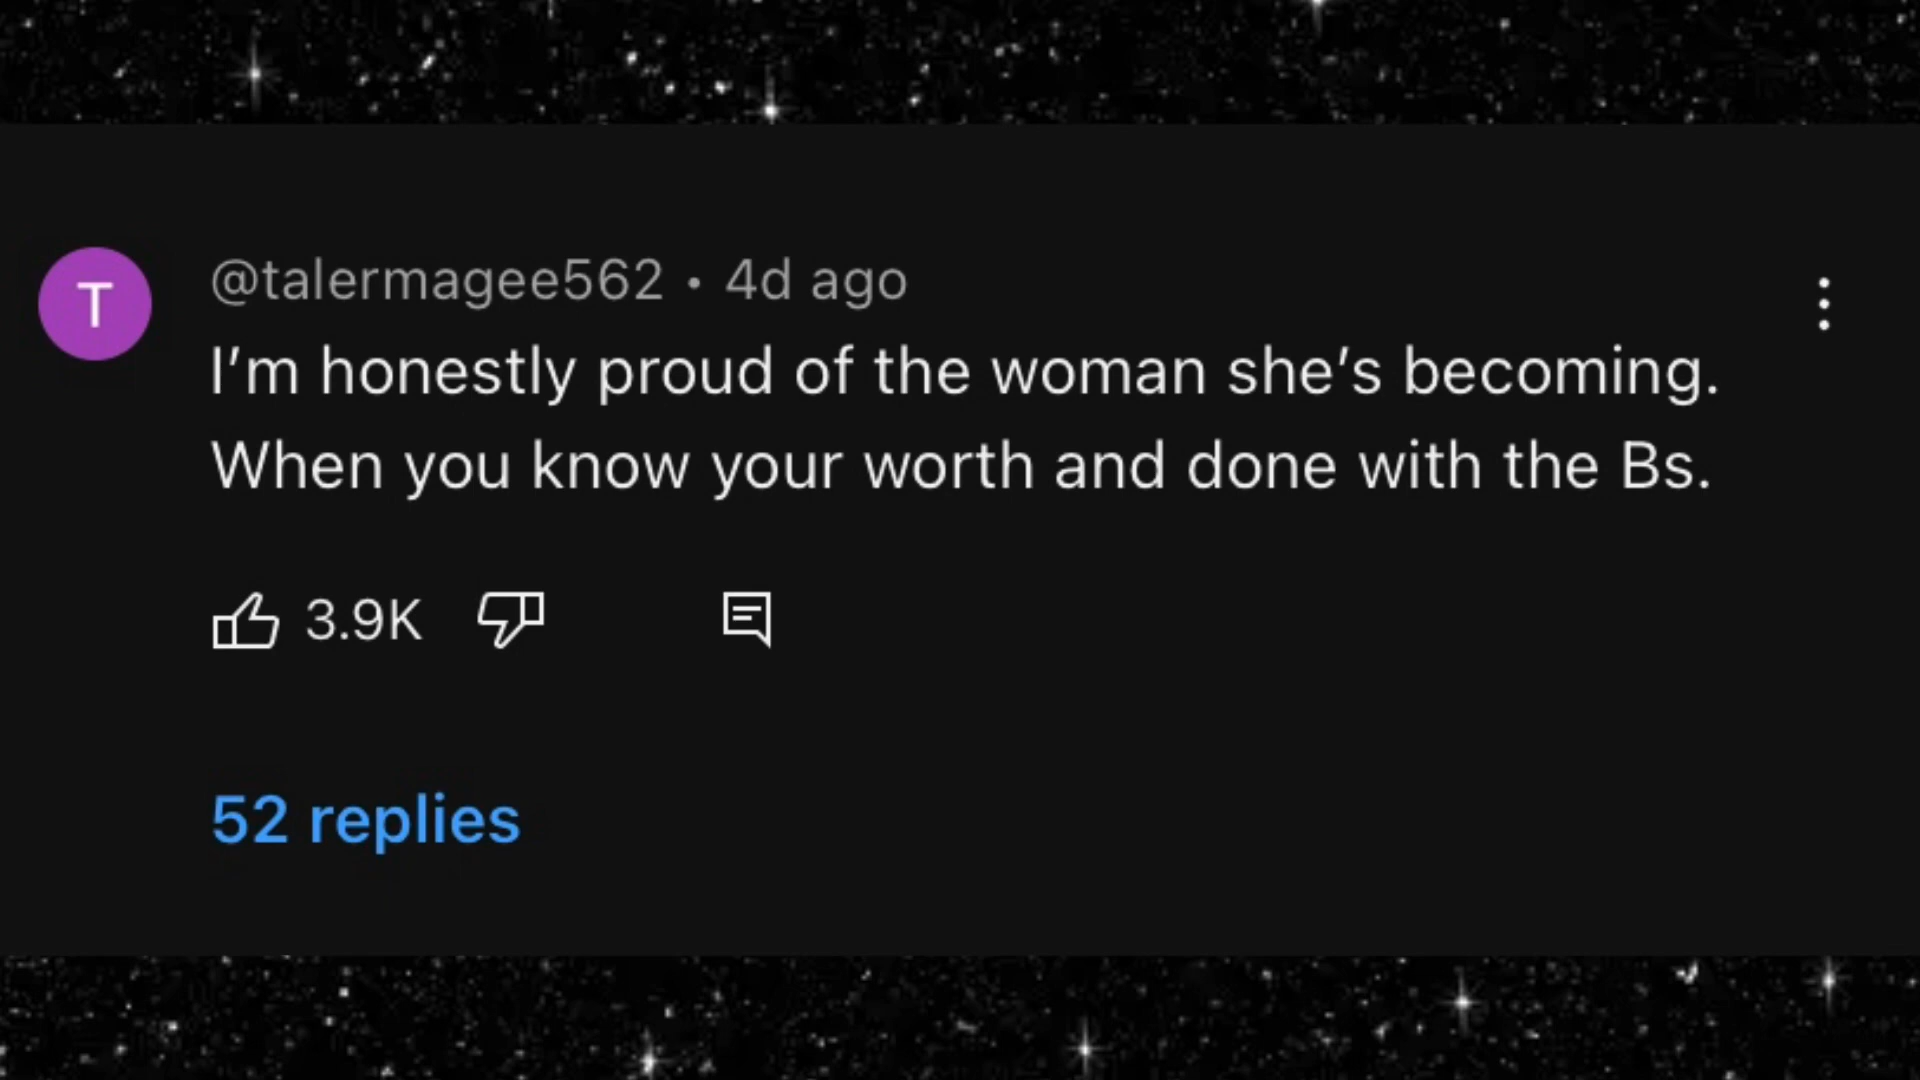 T
@talermagee562 • 4d ago
I'm honestly proud of the woman she's becoming.
When you know your worth and done with the Bs.
3.9K
52 replies